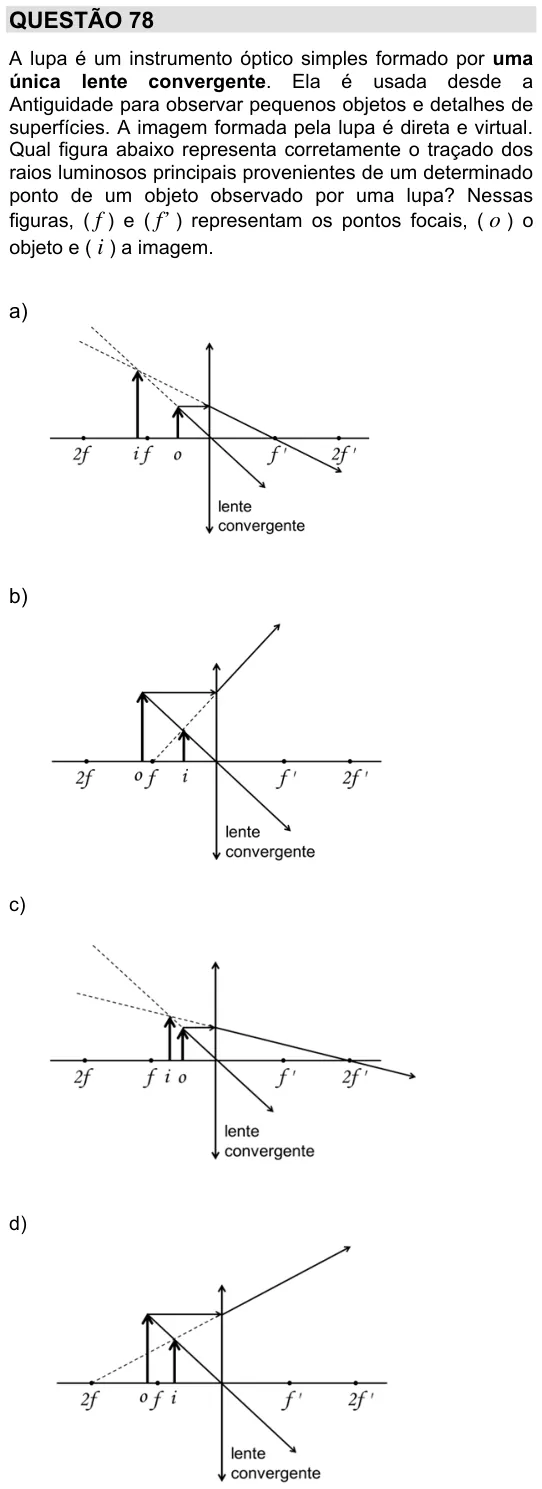 QUESTÃO 78
A lupa é um instrumento óptico simples formado por uma
única lente convergente. Ela é usada desde a
Antiguidade para observar pequenos objetos e detalhes de
superfícies. A imagem formada pela lupa é direta e virtual.
Qual figura abaixo representa corretamente o traçado dos
raios luminosos principais provenientes de um determinado
ponto de um objeto observado por uma lupa? Nessas
figuras, ( f ) e ( f' ) representam os pontos focais, ( o ) o
objeto e ( i ) a imagem.
a)
2f i f o f ' 2f '
lente
convergente
b)
2f o f i f ' 2f '
lente
convergente
c)
2f f i o f ' 2f '
lente
convergente
d)
2f o f i f ' 2f '
lente
convergente